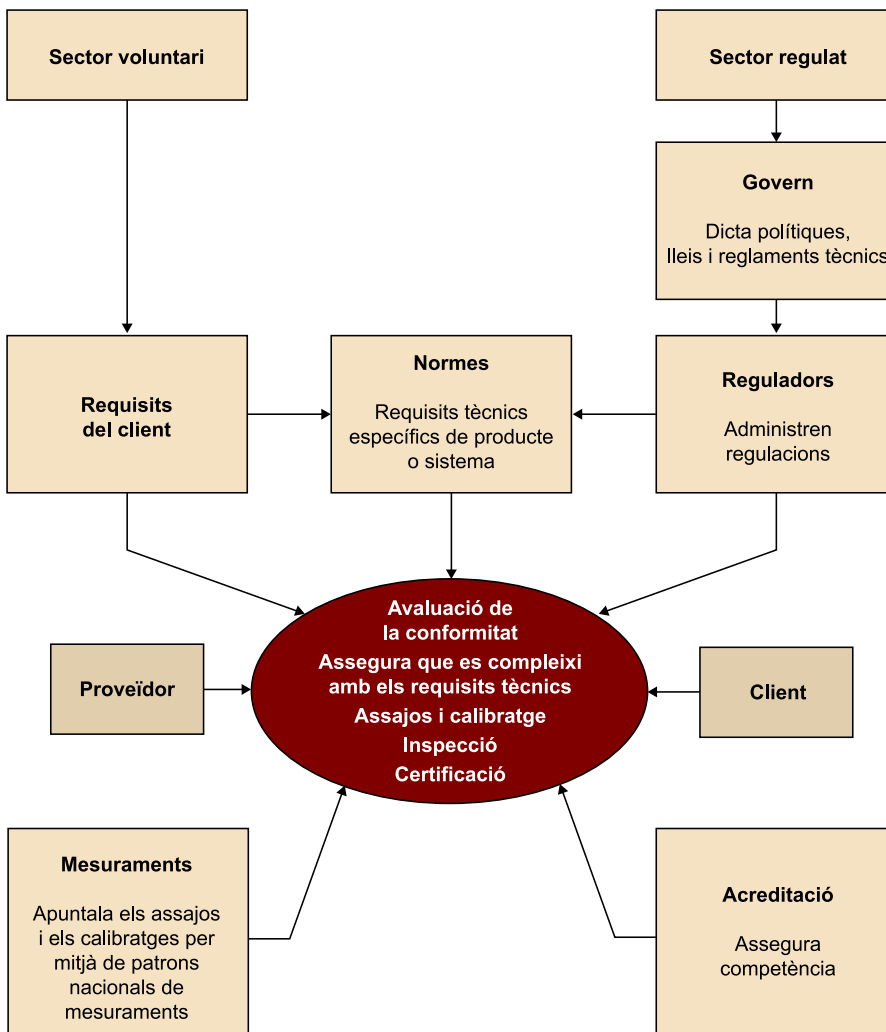 Sector voluntari
Sector regulat
Govern
Dicta polítiques,
lleis i reglaments tècnics
Requisits
del client
Normes
Requisits tècnics
específics de producte
o sistema
Reguladors
Administren
regulacions
Avaluació de
la conformitat
Assegura que es compleixi
amb els requisits tècnics
Assajos i calibratge
Inspecció
Certificació
Proveïdor
Client
Mesuraments
Apuntala els assajos
i els calibratges per
mitjà de patrons
nacionals de
mesuraments
Acreditació
Assegura
competència